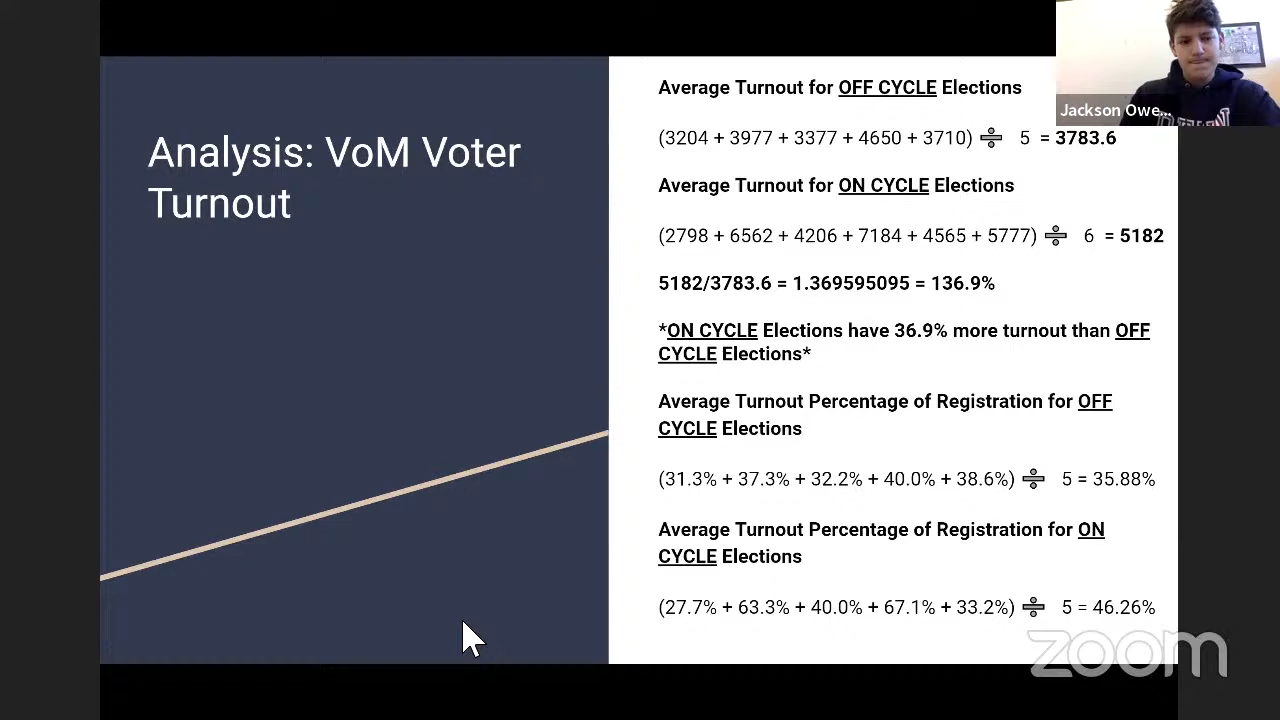 Analysis: VoM Voter
Turnout
Average Turnout for OFF CYCLE Elections
(3204 + 3977 + 3377 + 4650 + 3710) ➗ 5 = 3783.6
Average Turnout for ON CYCLE Elections
(2798 + 6562 + 4206 + 7184 + 4565 + 5777) ➗ 6 = 5182
5182/3783.6 = 1.369595095 = 136.9%
*ON CYCLE Elections have 36.9% more turnout than OFF
CYCLE Elections*
Average Turnout Percentage of Registration for OFF
CYCLE Elections
(31.3% + 37.3% + 32.2% + 40.0% + 38.6%) ➗ 5 = 35.88%
Average Turnout Percentage of Registration for ON
CYCLE Elections
(27.7% + 63.3% + 40.0% + 67.1% + 33.2%) ➗ 5 = 46.26%
Jackson Owe...
zoom